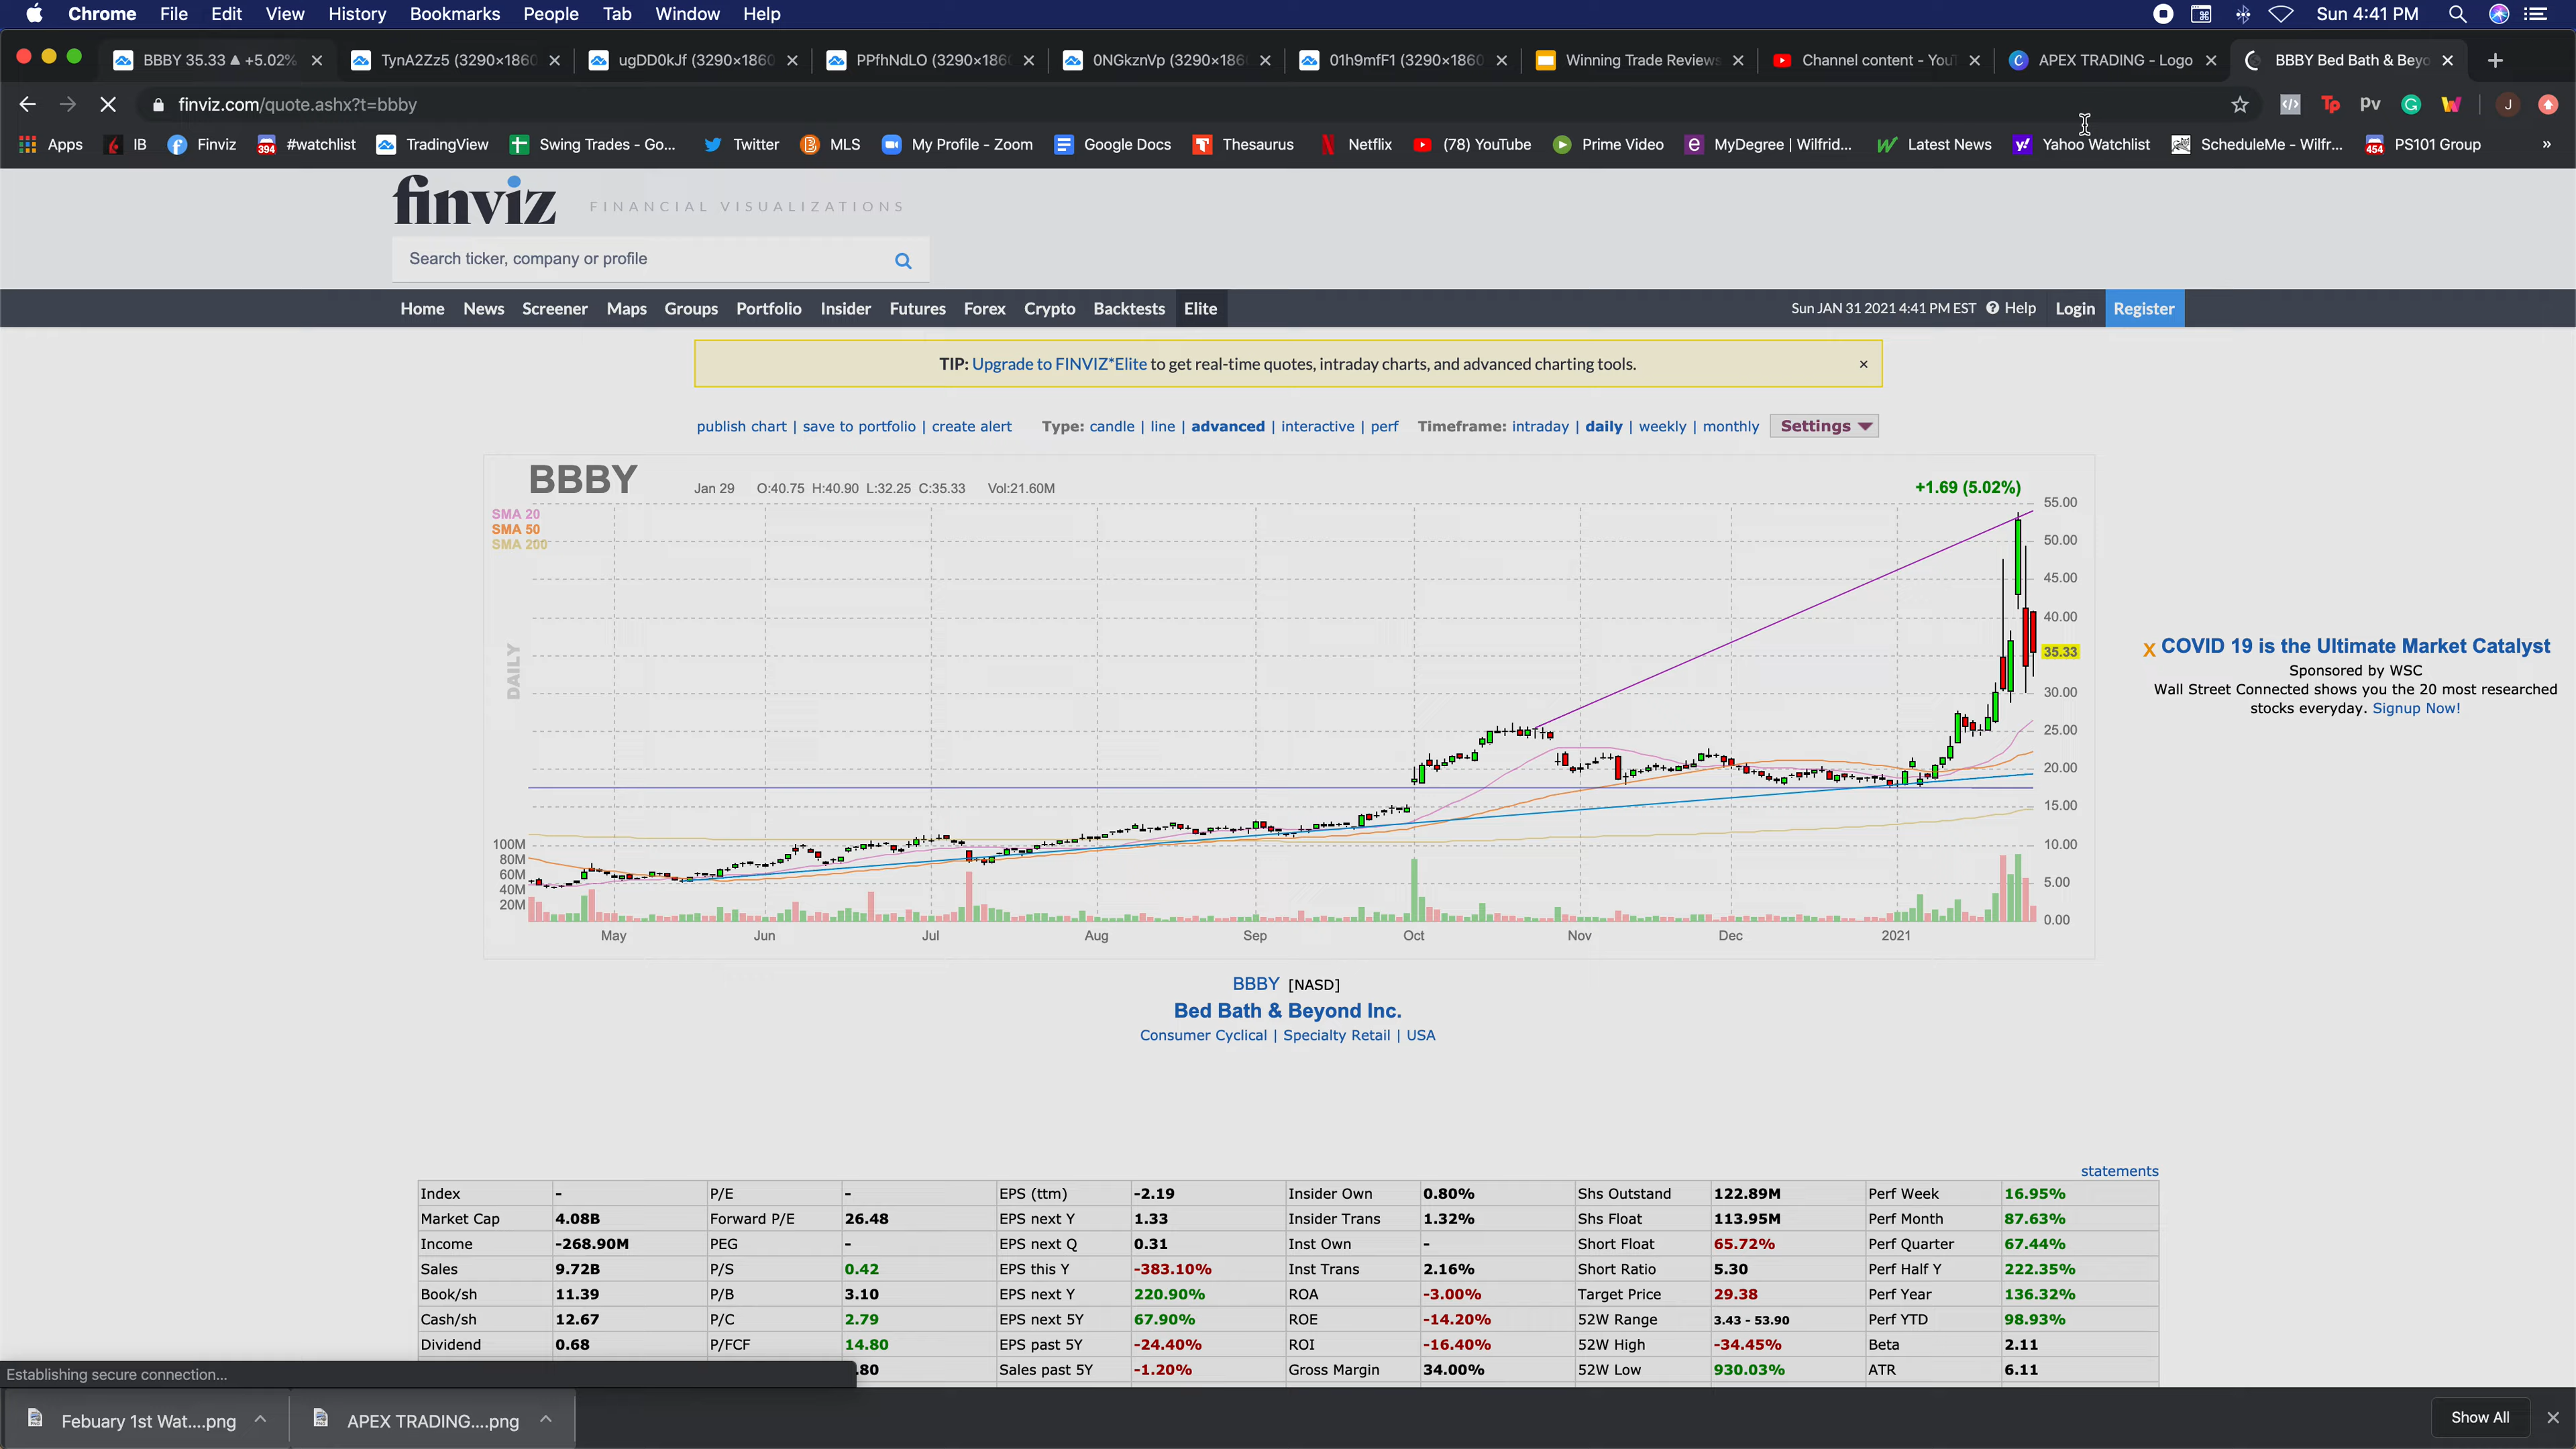 Chrome File Edit View History Bookmarks People Tab Window Help Sun 4:41 PM
BBBY 35.33 ▲ +5.02% TynA2Zz5 (3290×1860 ugDD0kJf (3290×1860 PPfhNdLO (3290×1860 0NGkznVp (3290×1860 01h9mfF1 (3290×1860 Winning Trade Reviews Channel content - You APEX TRADING - Logo BBBY Bed Bath & Beyo
finviz.com/quote.ashx?t=bbby Tp pv J
Apps IB Finviz 394 #watchlist TradingView Swing Trades - Go... Twitter MLS My Profile - Zoom Google Docs Thesaurus Netflix (78) YouTube Prime Video MyDegree | Wilfrid... Latest News Yahoo Watchlist ScheduleMe - Wilfr... 454 PS101 Group »
finviz FINANCIAL VISUALIZATIONS
Search ticker, company or profile
Home News Screener Maps Groups Portfolio Insider Futures Forex Crypto Backtests Elite Sun JAN 31 2021 4:41 PM EST Help Login Register
TIP: Upgrade to FINVIZ*Elite to get real-time quotes, intraday charts, and advanced charting tools. ×
publish chart | save to portfolio | create alert Type: candle | line | advanced | interactive | perf Timeframe: intraday | daily | weekly | monthly Settings
BBBY Jan 29 O:40.75 H:40.90 L:32.25 C:35.33 Vol:21.60M +1.69 (5.02%)
SMA 20
SMA 50
SMA 200
DAILY
55.00
50.00
45.00
40.00
35.33
30.00
25.00
20.00
15.00
10.00
5.00
0.00
100M
80M
60M
40M
20M
May Jun Jul Aug Sep Oct Nov Dec 2021
X COVID 19 is the Ultimate Market Catalyst
Sponsored by WSC
Wall Street Connected shows you the 20 most researched
stocks everyday. Signup Now!
BBBY [NASD]
Bed Bath & Beyond Inc.
Consumer Cyclical | Specialty Retail | USA
statements
Index - P/E - EPS (ttm) -2.19 Insider Own 0.80% Shs Outstand 122.89M Perf Week 16.95%
Market Cap 4.08B Forward P/E 26.48 EPS next Y 1.33 Insider Trans 1.32% Shs Float 113.95M Perf Month 87.63%
Income -268.90M PEG - EPS next Q 0.31 Inst Own - Short Float 65.72% Perf Quarter 67.44%
Sales 9.72B P/S 0.42 EPS this Y -383.10% Inst Trans 2.16% Short Ratio 5.30 Perf Half Y 222.35%
Book/sh 11.39 P/B 3.10 EPS next Y 220.90% ROA -3.00% Target Price 29.38 Perf Year 136.32%
Cash/sh 12.67 P/C 2.79 EPS next 5Y 67.90% ROE -14.20% 52W Range 3.43 - 53.90 Perf YTD 98.93%
Dividend 0.68 P/FCF 14.80 EPS past 5Y -24.40% ROI -16.40% 52W High -34.45% Beta 2.11
.80 Sales past 5Y -1.20% Gross Margin 34.00% 52W Low 930.03% ATR 6.11
Establishing secure connection...
Febuary 1st Wat....png APEX TRADING....png Show All